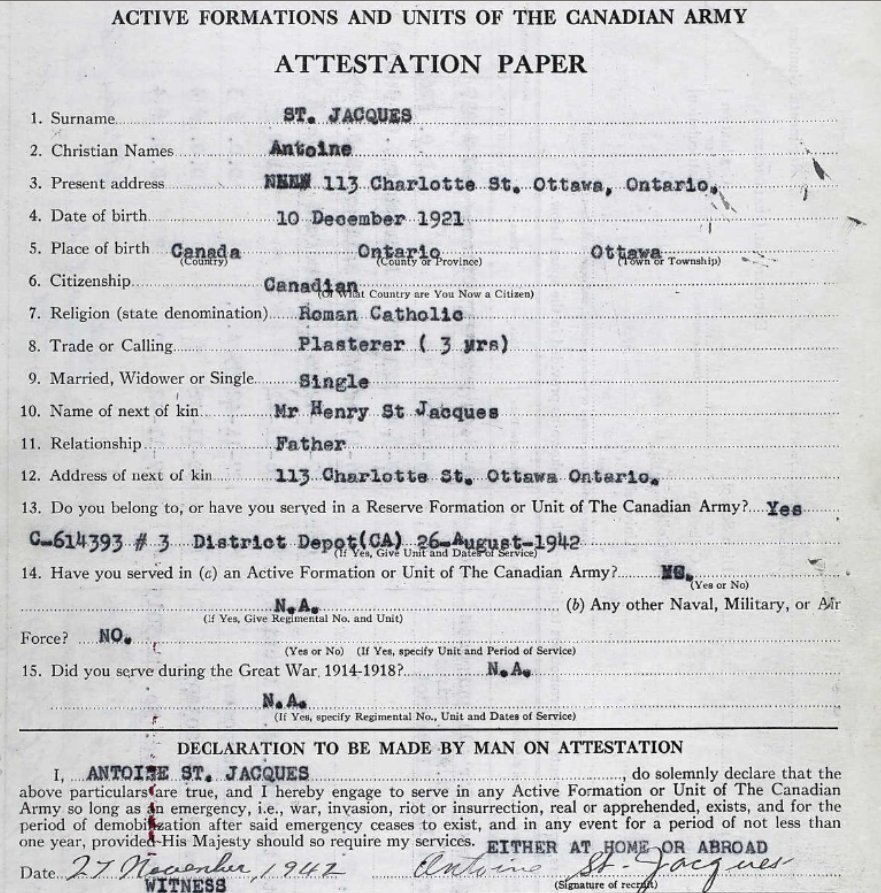 ACTIVE FORMATIONS AND UNITS OF THE CANADIAN ARMY
ATTESTATION PAPER
1. Surname ST. JACQUES
2. Christian Names Antoine
3. Present address 113 Charlotte St. Ottawa, Ontario.
4. Date of birth 10 December 1921
5. Place of birth Canada Ontario Ottawa
(Country) (County or Province) (Town or Township)
6. Citizenship Canadian
(Of What Country are You Now a Citizen)
7. Religion (state denomination) Roman Catholic
8. Trade or Calling Plasterer ( 3 yrs)
9. Married, Widower or Single Single
10. Name of next of kin Mr Henry St Jacques
11. Relationship Father
12. Address of next of kin 113 Charlotte St. Ottawa Ontario.
13. Do you belong to, or have you served in a Reserve Formation or Unit of The Canadian Army? Yes
C-614393 # 3 District Depot(CA) 26-August-1942
(If Yes, Give Unit and Dates of Service)
14. Have you served in (a) an Active Formation or Unit of The Canadian Army?
(Yes or No)
N.A. (b) Any other Naval, Military, or Air
(If Yes, Give Regimental No. and Unit)
Force? NO.
(Yes or No) (If Yes, specify Unit and Period of Service)
15. Did you serve during the Great War, 1914-1918? N.A.
N.A.
(If Yes, specify Regimental No., Unit and Dates of Service)
DECLARATION TO BE MADE BY MAN ON ATTESTATION
I, ANTOINE ST. JACQUES, do solemnly declare that the
above particulars are true, and I hereby engage to serve in any Active Formation or Unit of The Canadian
Army so long as an emergency, i.e., war, invasion, riot or insurrection, real or apprehended, exists, and for the
period of demobilization after said emergency ceases to exist, and in any event for a period of not less than
one year, provided His Majesty should so require my services. EITHER AT HOME OR ABROAD
Date 27 November, 1942 Antoine St-Jacques
WITNESS (Signature of recruit)